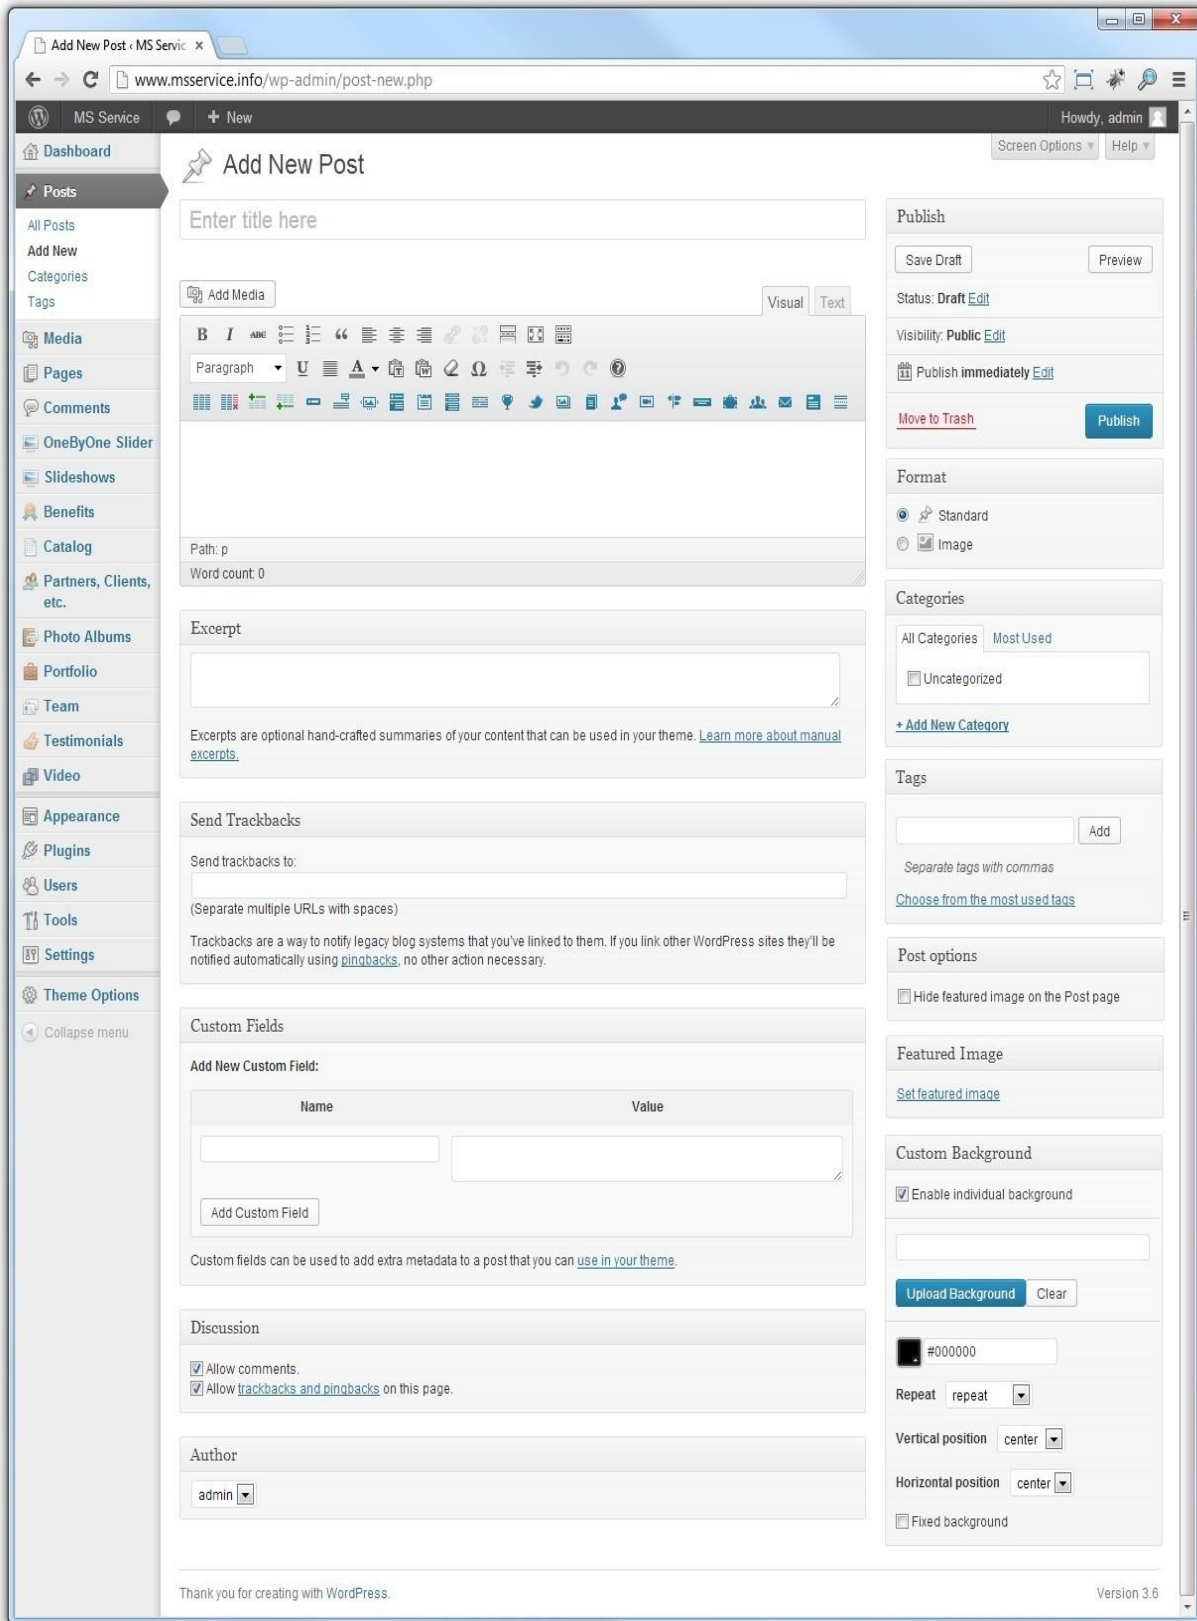 Add New Post ‹ MS Servic
www.msservice.info/wp-admin/post-new.php
MS Service
+ New
Howdy, admin
Dashboard
Posts
All Posts
Add New
Categories
Tags
Media
Pages
Comments
OneByOne Slider
Slideshows
Benefits
Catalog
Partners, Clients,
etc.
Photo Albums
Portfolio
Team
Testimonials
Video
Appearance
Plugins
Users
Tools
Settings
Theme Options
Collapse menu
Screen Options
Help
Add New Post
Enter title here
Add Media
Visual
Text
B I ABC
Paragraph U A Ω
Path: p
Word count: 0
Excerpt
Excerpts are optional hand-crafted summaries of your content that can be used in your theme. Learn more about manual
excerpts.
Send Trackbacks
Send trackbacks to:
(Separate multiple URLs with spaces)
Trackbacks are a way to notify legacy blog systems that you've linked to them. If you link other WordPress sites they'll be
notified automatically using pingbacks, no other action necessary.
Custom Fields
Add New Custom Field:
Name
Value
Add Custom Field
Custom fields can be used to add extra metadata to a post that you can use in your theme.
Discussion
Allow comments.
Allow trackbacks and pingbacks on this page.
Author
admin
Publish
Save Draft
Preview
Status: Draft Edit
Visibility: Public Edit
11 Publish immediately Edit
Move to Trash
Publish
Format
Standard
Image
Categories
All Categories
Most Used
Uncategorized
+ Add New Category
Tags
Add
Separate tags with commas
Choose from the most used tags
Post options
Hide featured image on the Post page
Featured Image
Set featured image
Custom Background
Enable individual background
Upload Background
Clear
#000000
Repeat repeat
Vertical position center
Horizontal position center
Fixed background
Thank you for creating with WordPress.
Version 3.6